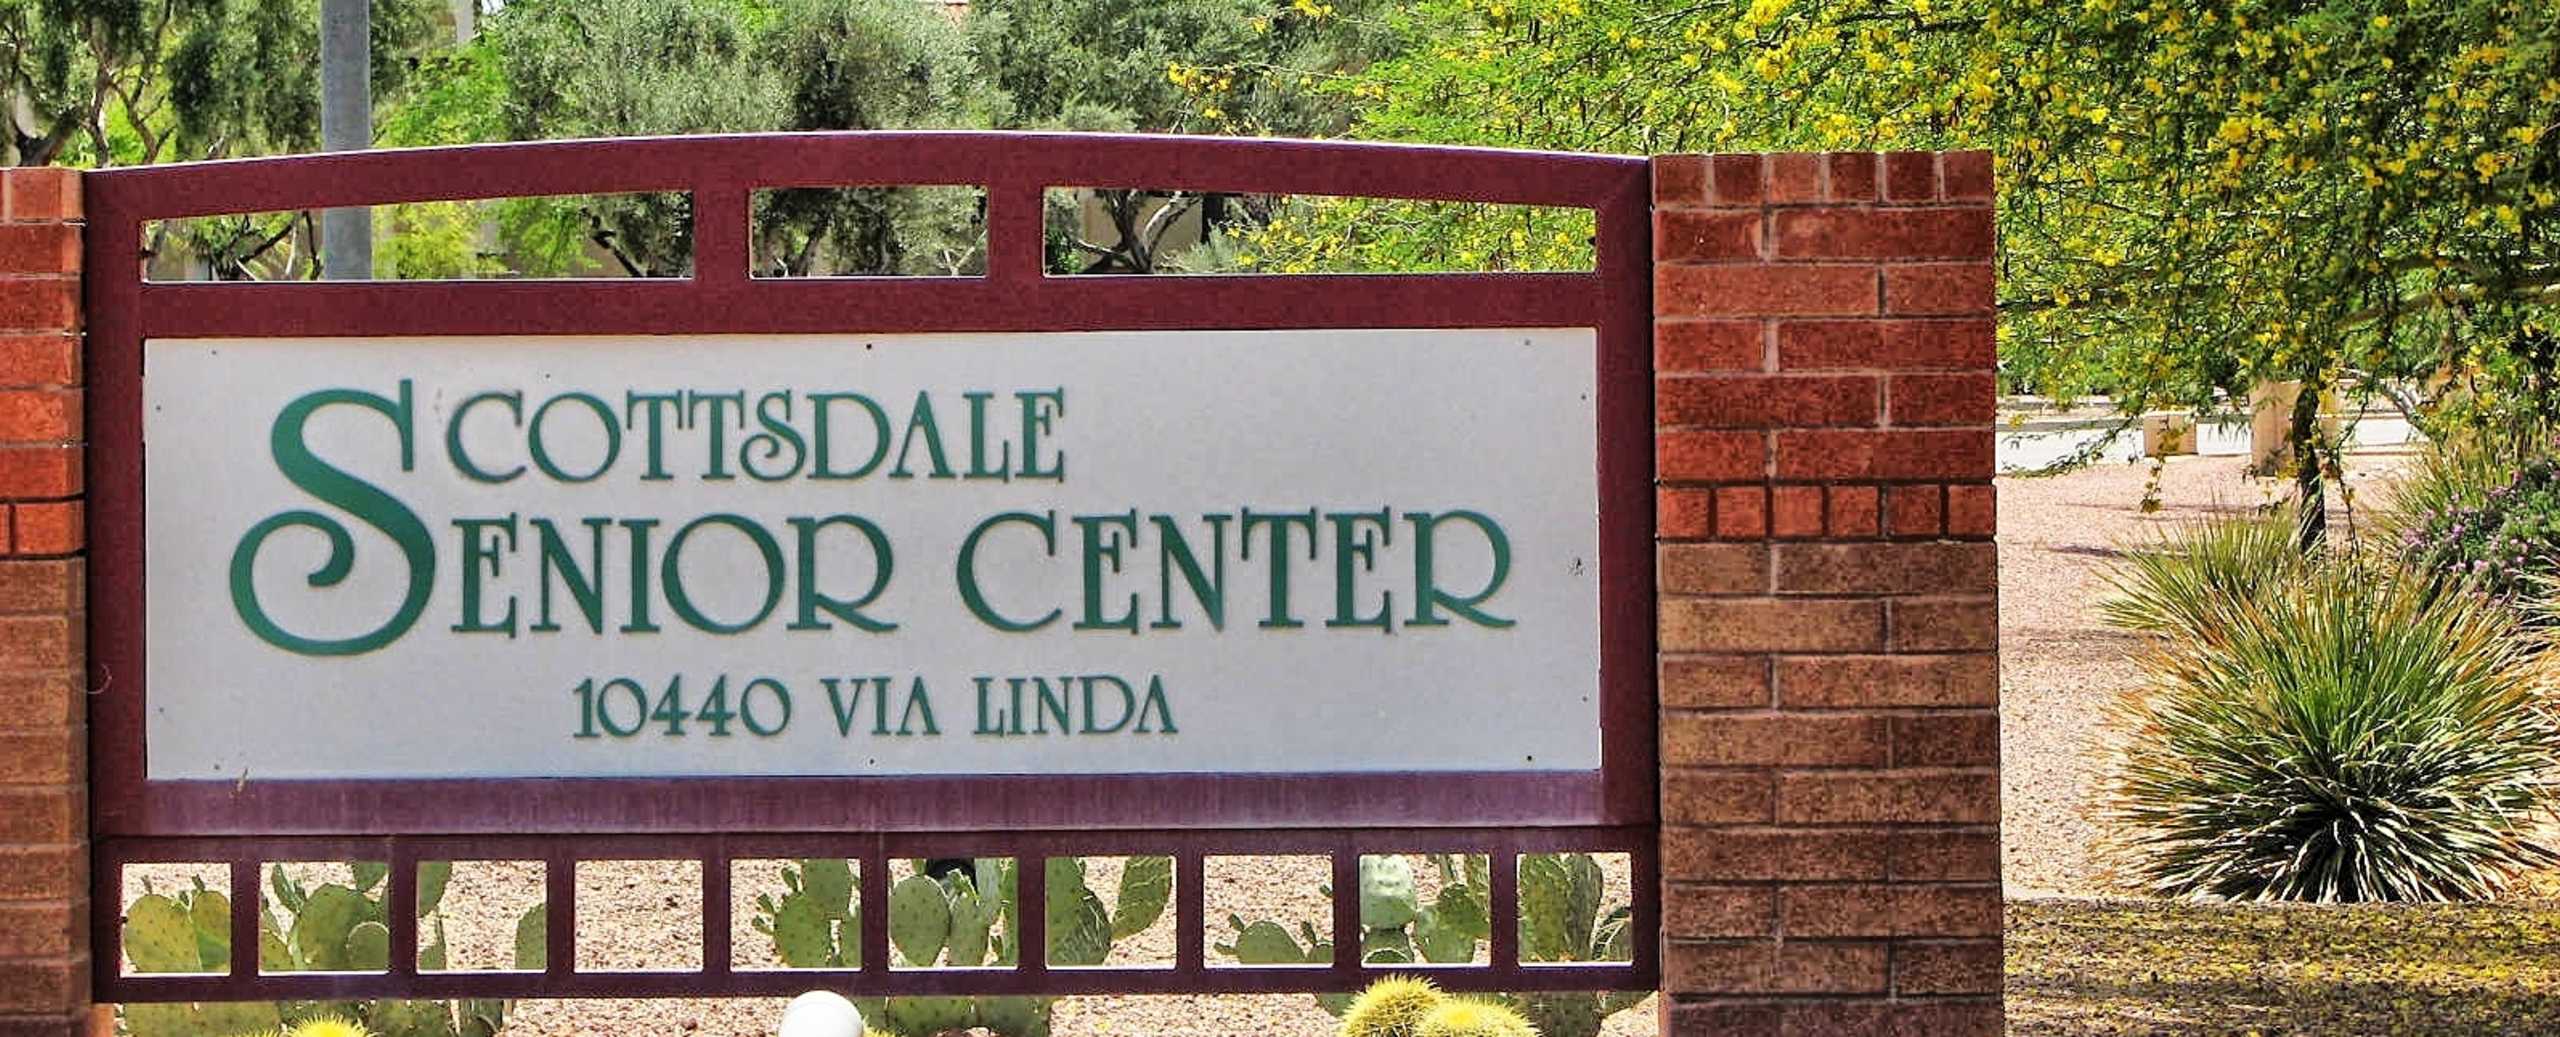 SCOTTSDALE
SENIOR CENTER
10440 VIA LINDA